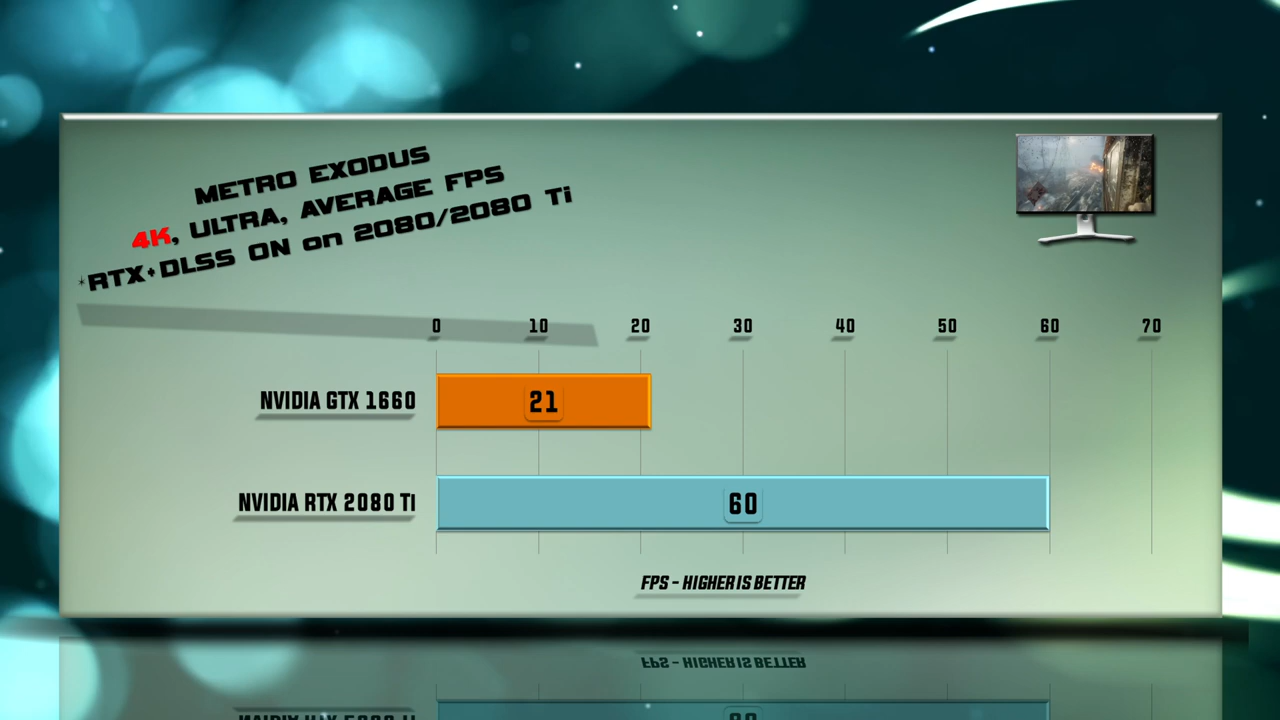 METRO EXODUS
4K, ULTRA, AVERAGE FPS
*RTX+DLSS ON on 2080/2080 Ti
0 10 20 30 40 50 60 70
NVIDIA GTX 1660 21
NVIDIA RTX 2080 Ti 60
FPS - HIGHER IS BETTER